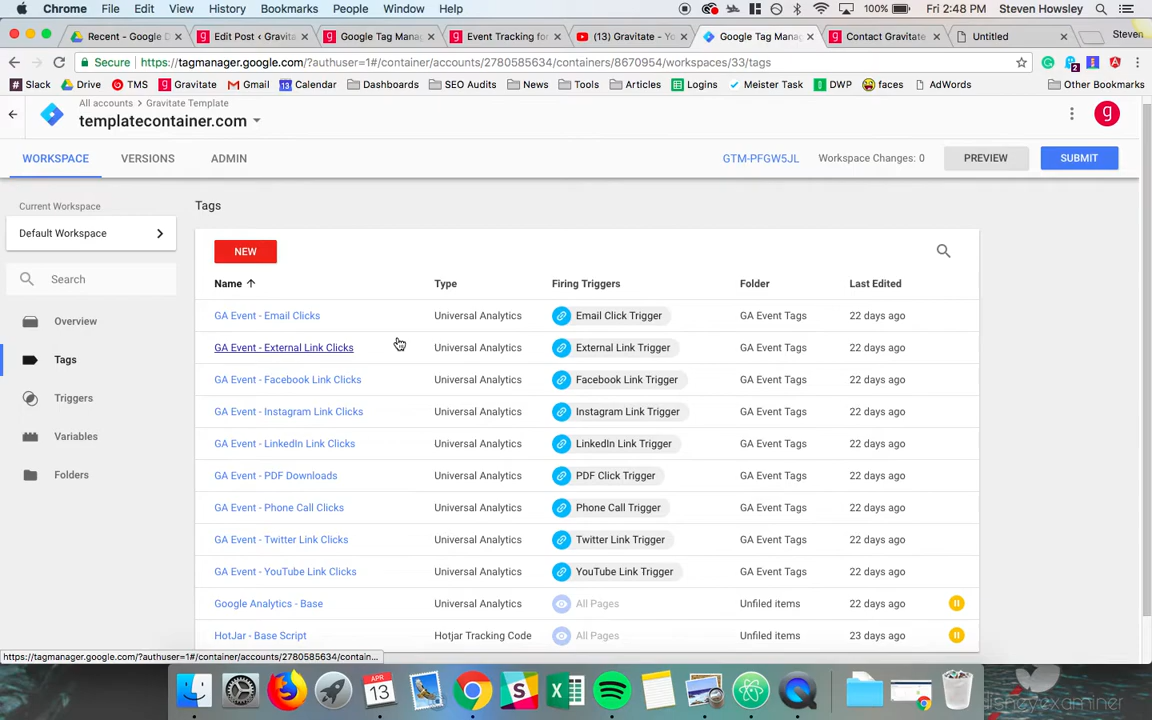 Chrome File Edit View History Bookmarks People Window Help 100% Fri 2:48 PM Steven Howsley
Recent - Google D Edit Post ‹ Gravita Google Tag Mana Event Tracking for (13) Gravitate - Yo Google Tag Mana Contact Gravitate Untitled Steven
Secure https://tagmanager.google.com/?authuser=1#/container/accounts/2780585634/containers/8670954/workspaces/33/tags
Slack Drive TMS Gravitate Gmail Calendar Dashboards SEO Audits News Tools Articles Logins Meister Task DWP faces AdWords Other Bookmarks
All accounts › Gravitate Template
templatecontainer.com
WORKSPACE VERSIONS ADMIN GTM-PFGW5JL Workspace Changes: 0 PREVIEW SUBMIT
Current Workspace
Default Workspace
Search
Overview
Tags
Triggers
Variables
Folders
Tags
NEW
Name Type Firing Triggers Folder Last Edited
GA Event - Email Clicks Universal Analytics Email Click Trigger GA Event Tags 22 days ago
GA Event - External Link Clicks Universal Analytics External Link Trigger GA Event Tags 22 days ago
GA Event - Facebook Link Clicks Universal Analytics Facebook Link Trigger GA Event Tags 22 days ago
GA Event - Instagram Link Clicks Universal Analytics Instagram Link Trigger GA Event Tags 22 days ago
GA Event - LinkedIn Link Clicks Universal Analytics LinkedIn Link Trigger GA Event Tags 22 days ago
GA Event - PDF Downloads Universal Analytics PDF Click Trigger GA Event Tags 22 days ago
GA Event - Phone Call Clicks Universal Analytics Phone Call Trigger GA Event Tags 22 days ago
GA Event - Twitter Link Clicks Universal Analytics Twitter Link Trigger GA Event Tags 22 days ago
GA Event - YouTube Link Clicks Universal Analytics YouTube Link Trigger GA Event Tags 22 days ago
Google Analytics - Base Universal Analytics All Pages Unfiled items 22 days ago
HotJar - Base Script Hotjar Tracking Code All Pages Unfiled items 23 days ago
https://tagmanager.google.com/?authuser=1#/container/accounts/2780585634/contain...
APR
13